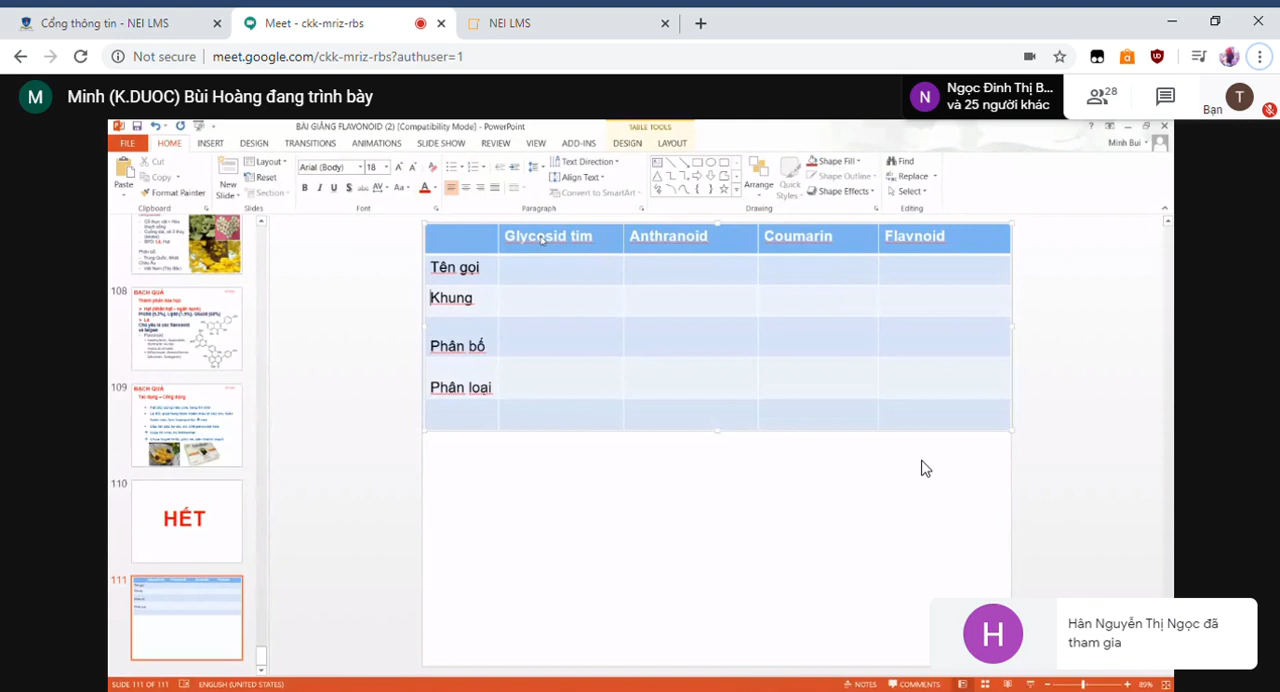 Cổng thông tin - NEI LMS
Meet - ckk-mriz-rbs
NEI LMS
Not secure
meet.google.com/ckk-mriz-rbs?authuser=1
M
Minh (K.DUOC) Bùi Hoàng đang trình bày
N
Ngọc Đinh Thị B...
và 25 người khác
28
Bạn
T
BÀI GIẢNG FLAVONOID (2) [Compatibility Mode] - PowerPoint
TABLE TOOLS
FILE
HOME
INSERT
DESIGN
TRANSITIONS
ANIMATIONS
SLIDE SHOW
REVIEW
VIEW
ADD-INS
DESIGN
LAYOUT
Minh Bui
Paste
Cut
Copy
Format Painter
Clipboard
New
Slide
Layout
Reset
Section
Slides
Arial (Body)
18
Font
Text Direction
Align Text
Convert to SmartArt
Paragraph
Arrange
Quick
Styles
Shape Fill
Shape Outline
Shape Effects
Drawing
Find
Replace
Select
Editing
108
BẠCH QUẢ
109
BẠCH QUẢ
110
HẾT
111
Glycosid tim
Anthranoid
Coumarin
Flavnoid
Tên gọi
Khung
Phân bố
Phân loại
H
Hàn Nguyễn Thị Ngọc đã
tham gia
SLIDE 111 OF 111
ENGLISH (UNITED STATES)
NOTES
COMMENTS
89%